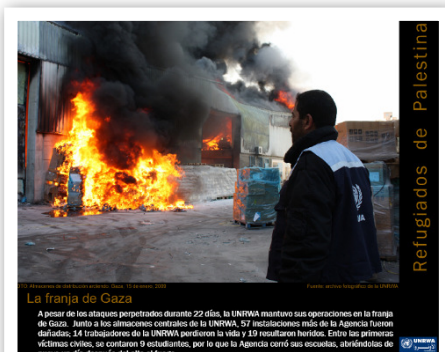 Refugiados de Palestina
UNRWA
FOTO: Almacenes de distribución ardiendo, Gaza, 15 de enero 2009
Fuente: archivo fotográfico de la UNRWA
La franja de Gaza
A pesar de los ataques perpetrados durante 22 días, la UNRWA mantuvo sus operaciones en la franja
de Gaza. Junto a los almacenes centrales de la UNRWA, 57 instalaciones más de la Agencia fueron
dañadas; 14 trabajadores de la UNRWA perdieron la vida y 19 resultaron heridos. Entre las primeras
víctimas civiles, se contaron 9 estudiantes, por lo que la Agencia cerró sus escuelas, abriéndolas de
UNRWA